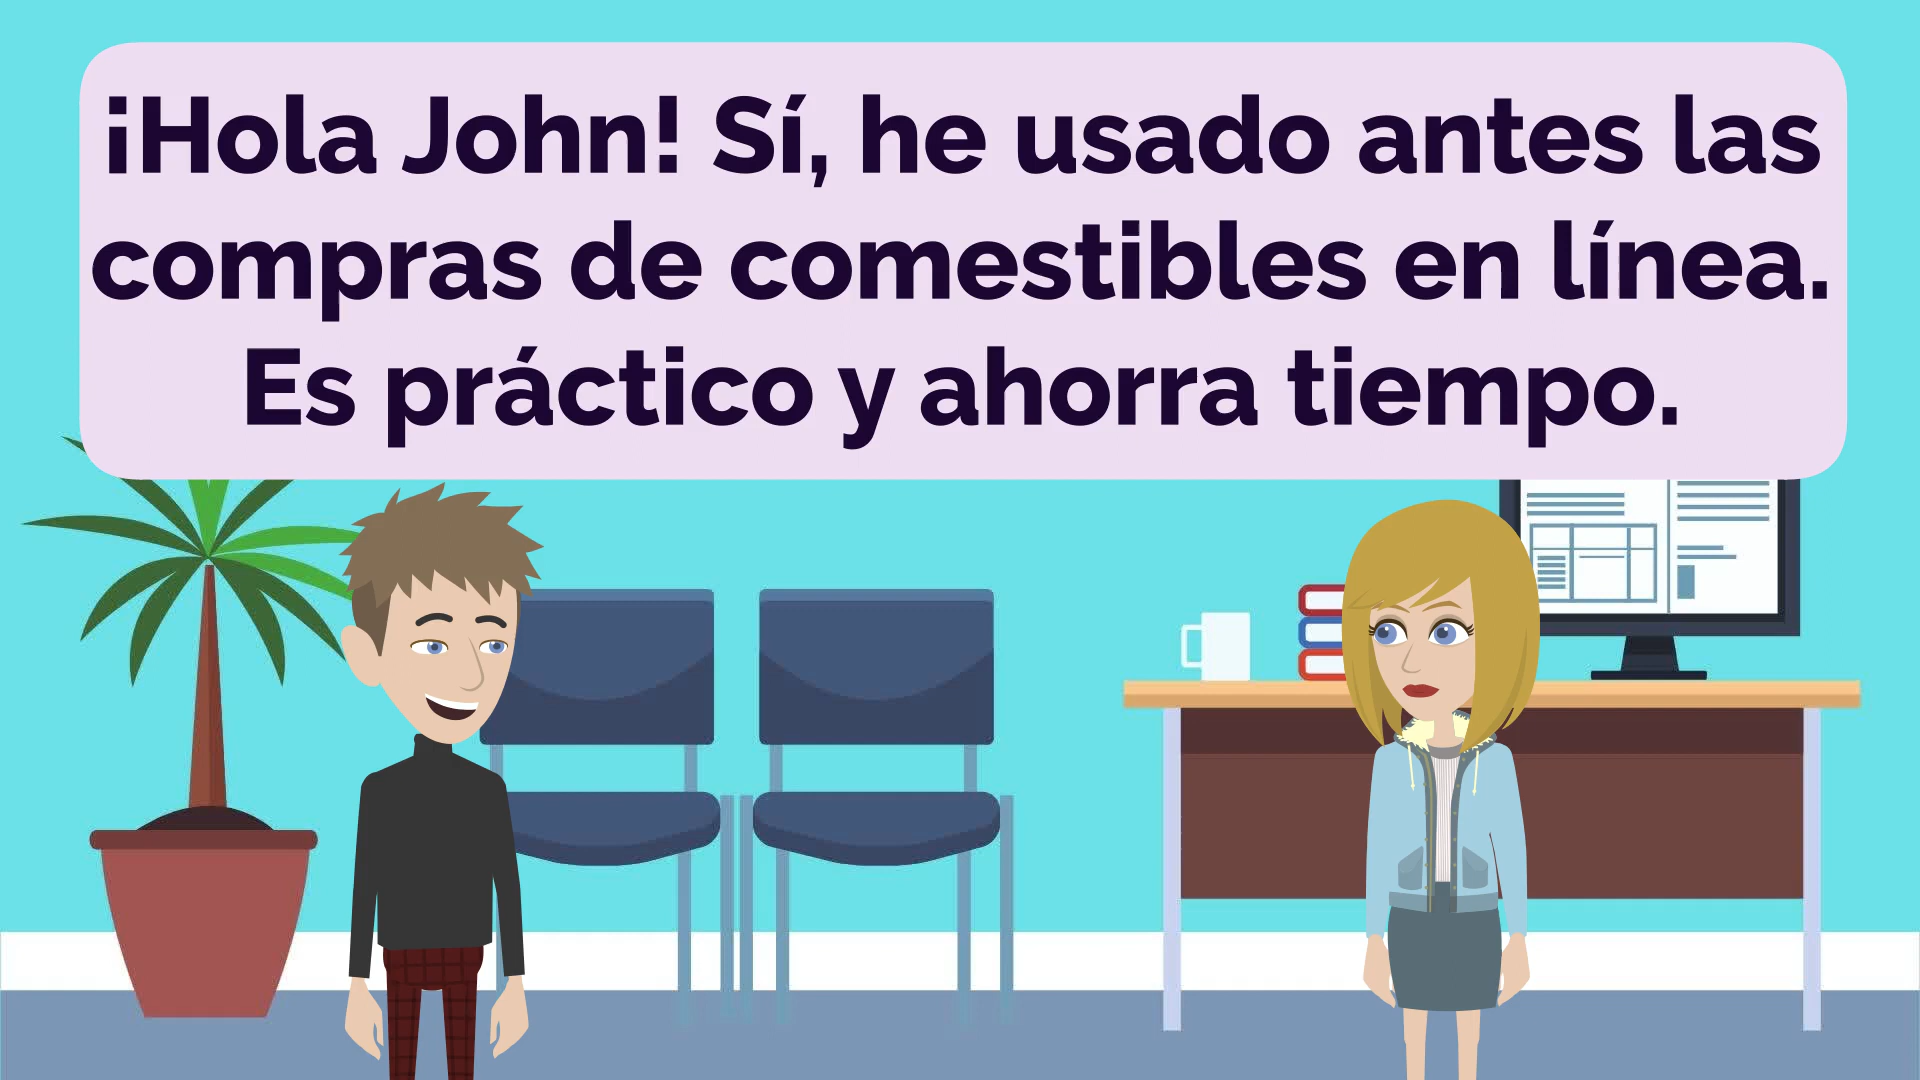 ¡Hola John! Sí, he usado antes las
compras de comestibles en línea.
Es práctico y ahorra tiempo.